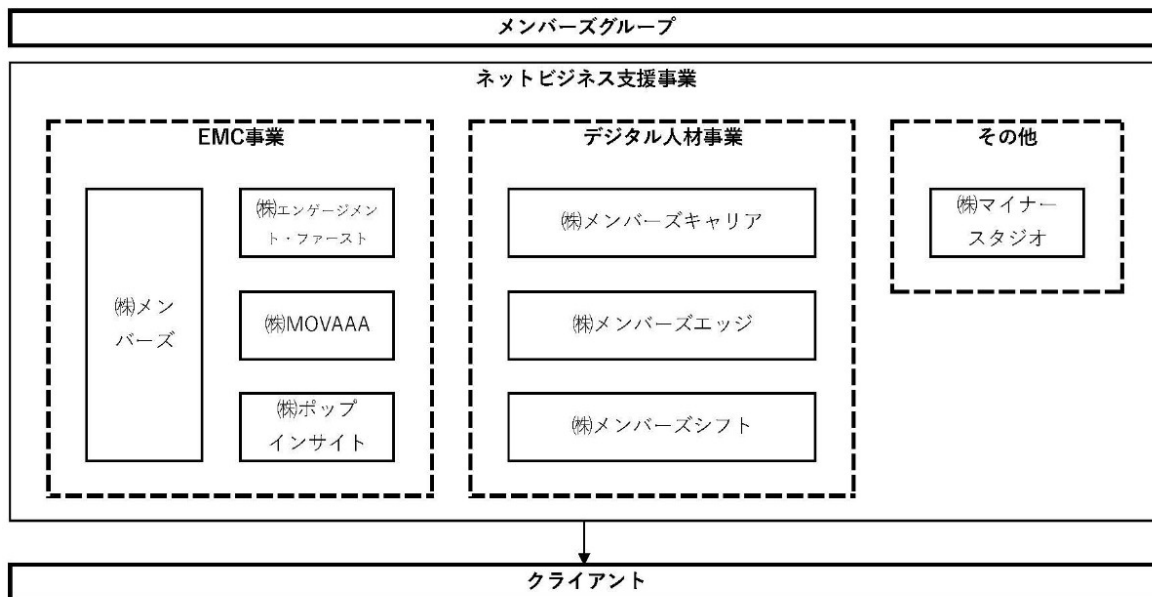 メンバーズグループ
ネットビジネス支援事業
EMC事業
㈱メン
バーズ
㈱エンゲージメン
ト・ファースト
㈱MOVAAA
㈱ポップ
インサイト
デジタル人材事業
㈱メンバーズキャリア
㈱メンバーズエッジ
㈱メンバーズシフト
その他
㈱マイナー
スタジオ
クライアント